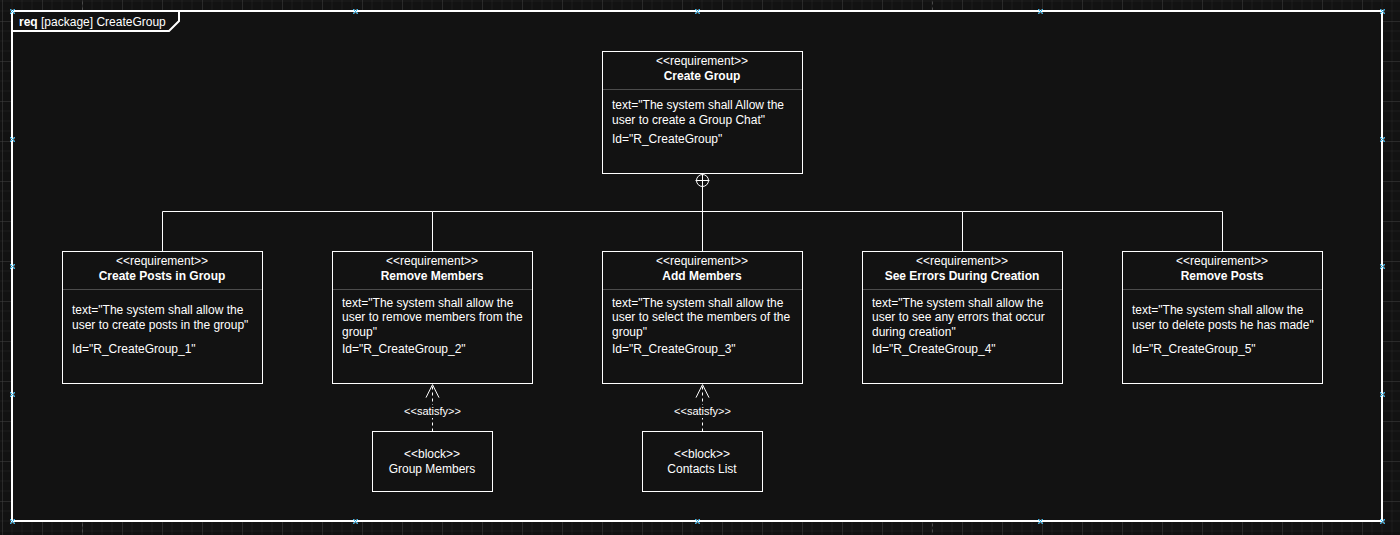 req [package] CreateGroup
<<requirement>>
Create Group
text="The system shall Allow the
user to create a Group Chat"
Id="R_CreateGroup"
<<requirement>>
Create Posts in Group
text="The system shall allow the
user to create posts in the group"
Id="R_CreateGroup_1"
<<requirement>>
Remove Members
text="The system shall allow the
user to remove members from the
group"
Id="R_CreateGroup_2"
<<requirement>>
Add Members
text="The system shall allow the
user to select the members of the
group"
Id="R_CreateGroup_3"
<<requirement>>
See Errors During Creation
text="The system shall allow the
user to see any errors that occur
during creation"
Id="R_CreateGroup_4"
<<requirement>>
Remove Posts
text="The system shall allow the
user to delete posts he has made"
Id="R_CreateGroup_5"
<<satisfy>>
<<block>>
Group Members
<<satisfy>>
<<block>>
Contacts List